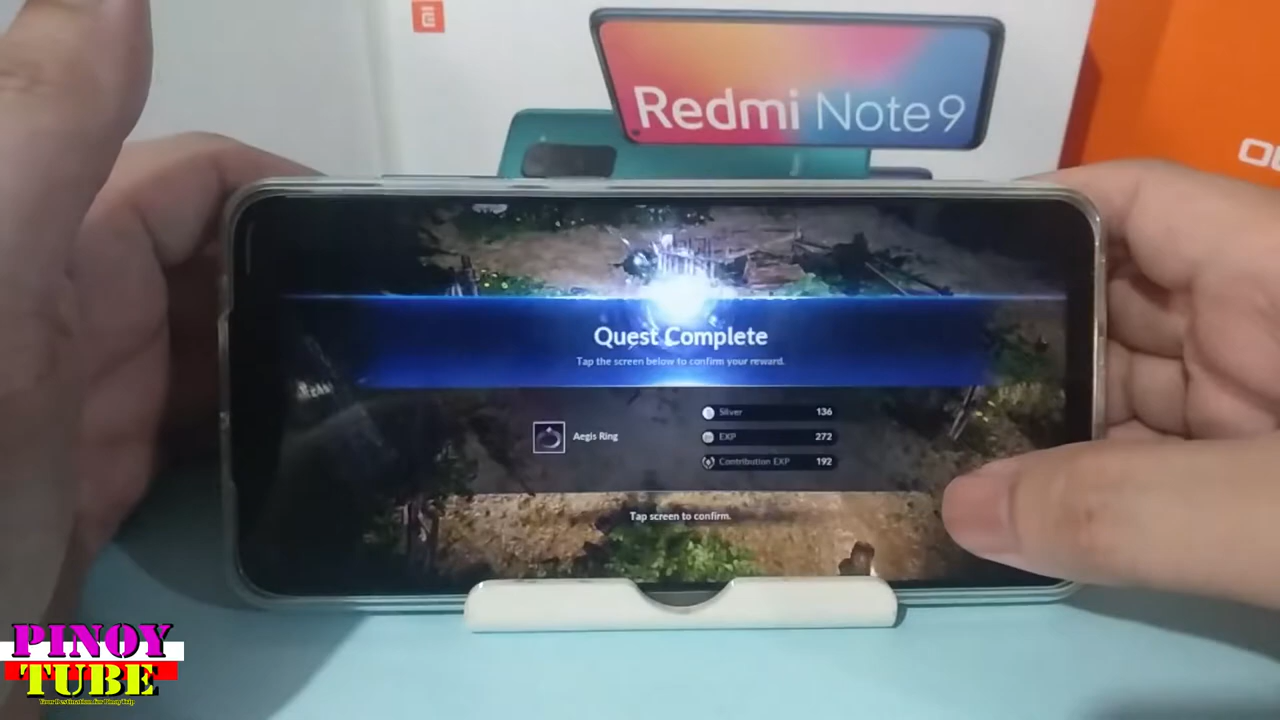 Redmi Note 9
Quest Complete
Tap the screen below to confirm your reward.
Aegis Ring
Silver 136
EXP 272
Contribution EXP 192
Tap screen to confirm.
PINOY
TUBE